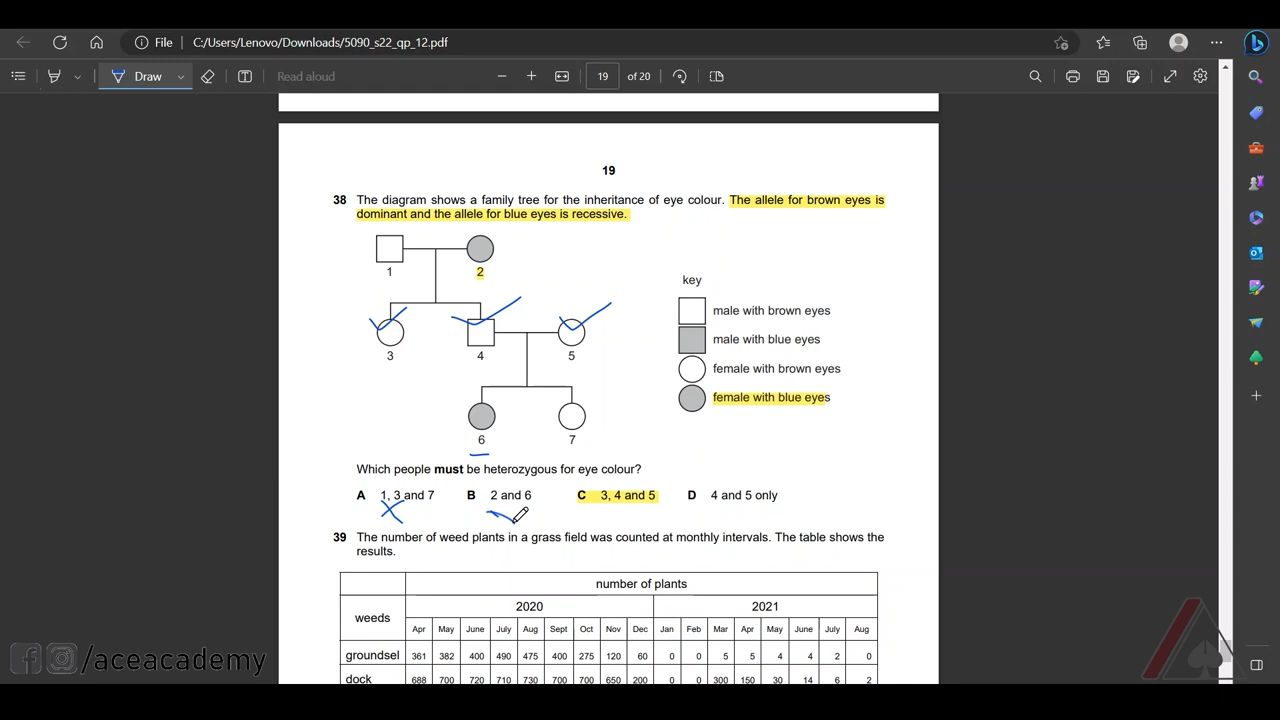 File C:/Users/Lenovo/Downloads/5090_s22_qp_12.pdf
Draw Read aloud 19 of 20
19
38 The diagram shows a family tree for the inheritance of eye colour. The allele for brown eyes is
dominant and the allele for blue eyes is recessive.
1 2
key
male with brown eyes
male with blue eyes
3 4 5
female with brown eyes
female with blue eyes
6 7
Which people must be heterozygous for eye colour?
A 1, 3 and 7 B 2 and 6 C 3, 4 and 5 D 4 and 5 only
39 The number of weed plants in a grass field was counted at monthly intervals. The table shows the
results.
number of plants
weeds 2020 2021
Apr May June July Aug Sept Oct Nov Dec Jan Feb Mar Apr May June July Aug
groundsel 361 382 400 490 475 400 275 120 60 0 0 5 5 4 4 2 0
dock 688 700 720 710 730 700 700 650 200 0 0 300 150 30 14 6 2
/aceacademy